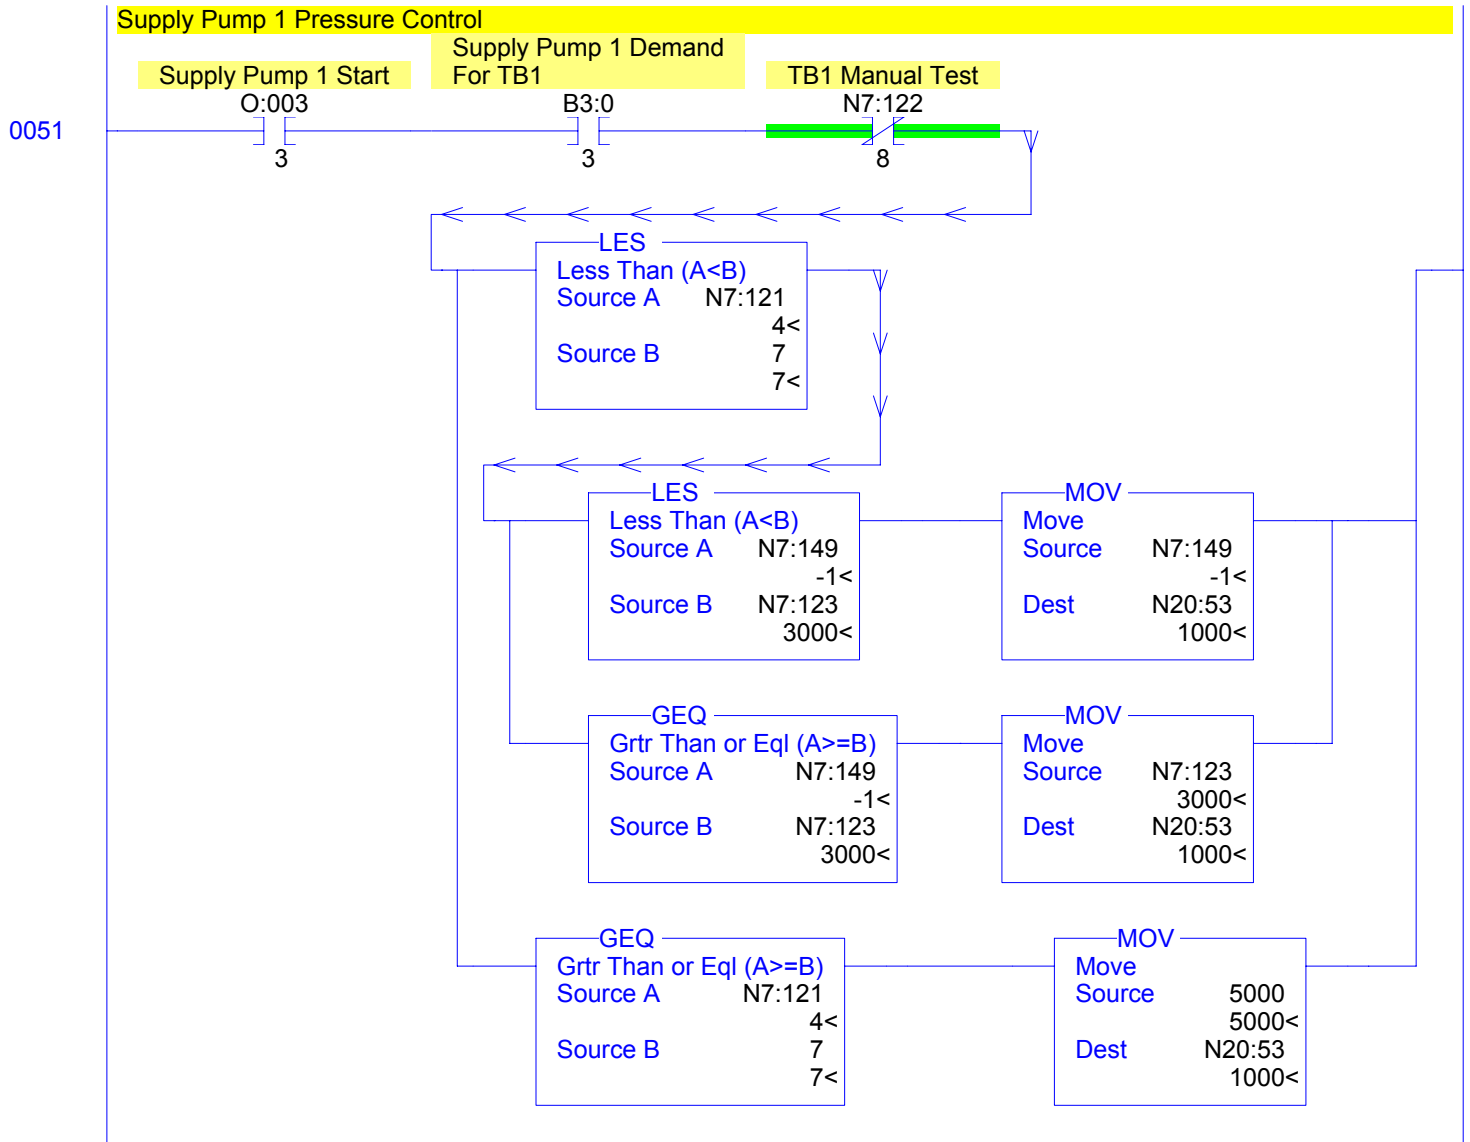 Supply Pump 1 Pressure Control
Supply Pump 1 Start
Supply Pump 1 Demand
For TB1
TB1 Manual Test
O:003
B3:0
N7:122
0051
3
3
8
LES
Less Than (A<B)
Source A N7:121
4<
Source B 7
7<
LES
Less Than (A<B)
Source A N7:149
-1<
Source B N7:123
3000<
MOV
Move
Source N7:149
-1<
Dest N20:53
1000<
GEQ
Grtr Than or Eql (A>=B)
Source A N7:149
-1<
Source B N7:123
3000<
MOV
Move
Source N7:123
3000<
Dest N20:53
1000<
GEQ
Grtr Than or Eql (A>=B)
Source A N7:121
4<
Source B 7
7<
MOV
Move
Source 5000
5000<
Dest N20:53
1000<